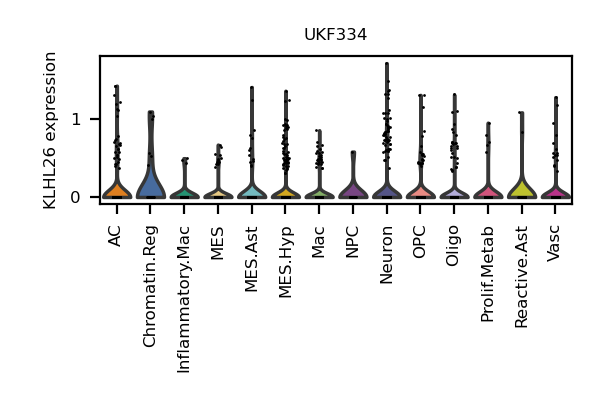 UKF334
KLHL26 expression
1
0
AC
Chromatin.Reg
Inflammatory.Mac
MES
MES.Ast
MES.Hyp
Mac
NPC
Neuron
OPC
Oligo
Prolif.Metab
Reactive.Ast
Vasc